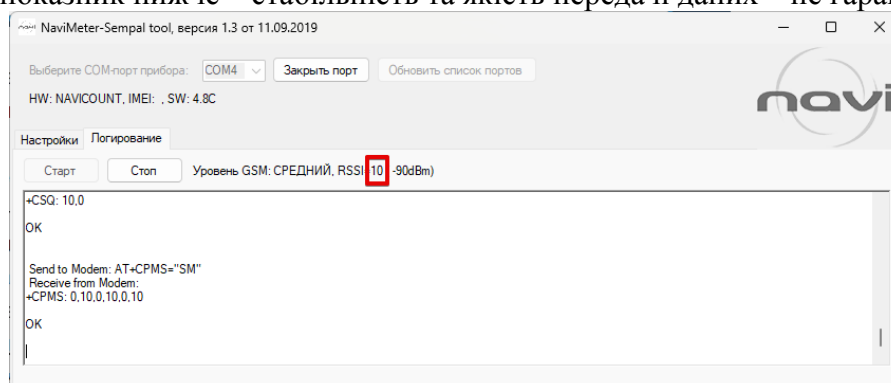 показник нижче – стабільність та якість переда
даних – не
NaviMeter-Sempal tool, версия 1.3 от 11.09.2019
Выберите COM-порт прибора: COM4 Закрыть порт Обновить список портов
HW: NAVICOUNT, IMEI: , SW: 4.8C
navi
Настройки Логирование
Старт Стоп Уровень GSM: СРЕДНИЙ, RSSI 10 -90dBm)
+CSQ: 10,0
OK
Send to Modem: AT+CPMS="SM"
Receive from Modem:
+CPMS: 0,10,0,10,0,10
OK